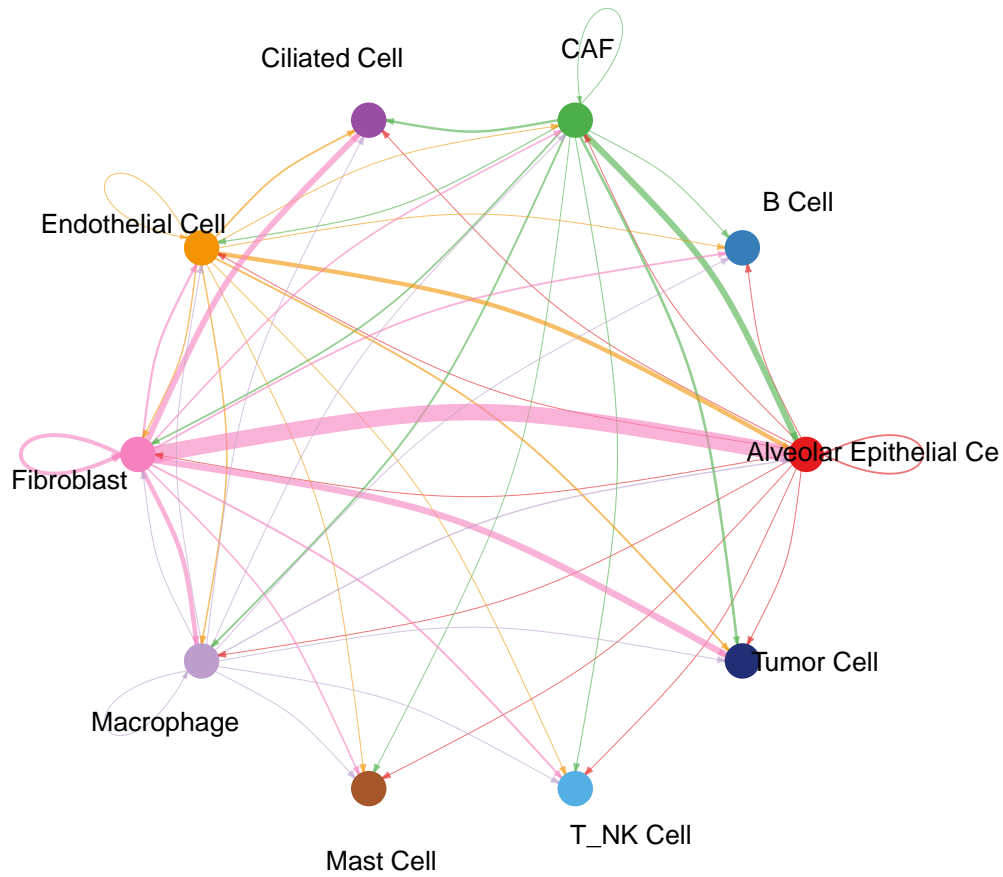 CAF
Ciliated Cell
B Cell
Endothelial Cell
Alveolar Epithelial Ce
Fibroblast
Tumor Cell
Macrophage
T_NK Cell
Mast Cell